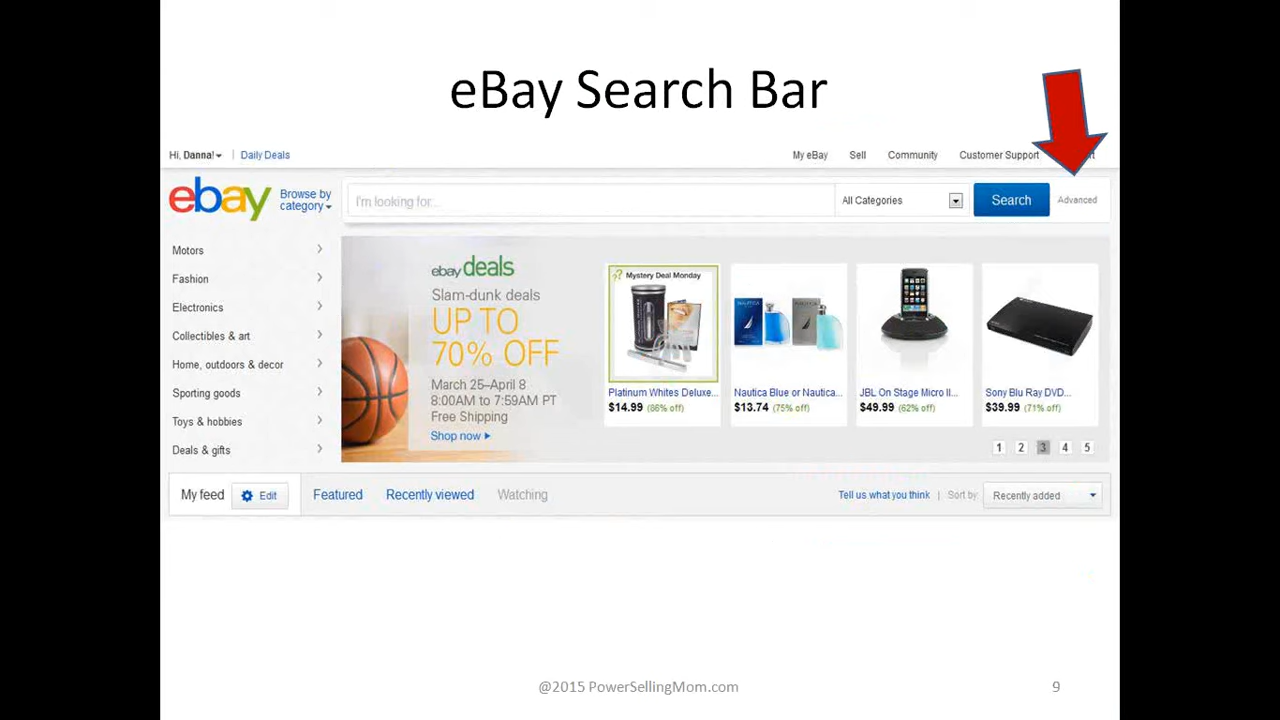 eBay Search Bar
Hi, Danna! Daily Deals My eBay Sell Community Customer Support
ebay Browse by category I'm looking for... All Categories Search Advanced
Motors
Fashion
Electronics
Collectibles & art
Home, outdoors & decor
Sporting goods
Toys & hobbies
Deals & gifts
ebay deals
Slam-dunk deals
UP TO
70% OFF
March 25–April 8
8:00AM to 7:59AM PT
Free Shipping
Shop now
Mystery Deal Monday
Platinum Whites Deluxe...
$14.99 (86% off)
NAUTICA NAUTICA
Nautica Blue or Nautica...
$13.74 (75% off)
JBL On Stage Micro II...
$49.99 (62% off)
Sony Blu Ray DVD...
$39.99 (71% off)
1 2 3 4 5
My feed Edit Featured Recently viewed Watching Tell us what you think | Sort by: Recently added
@2015 PowerSellingMom.com 9